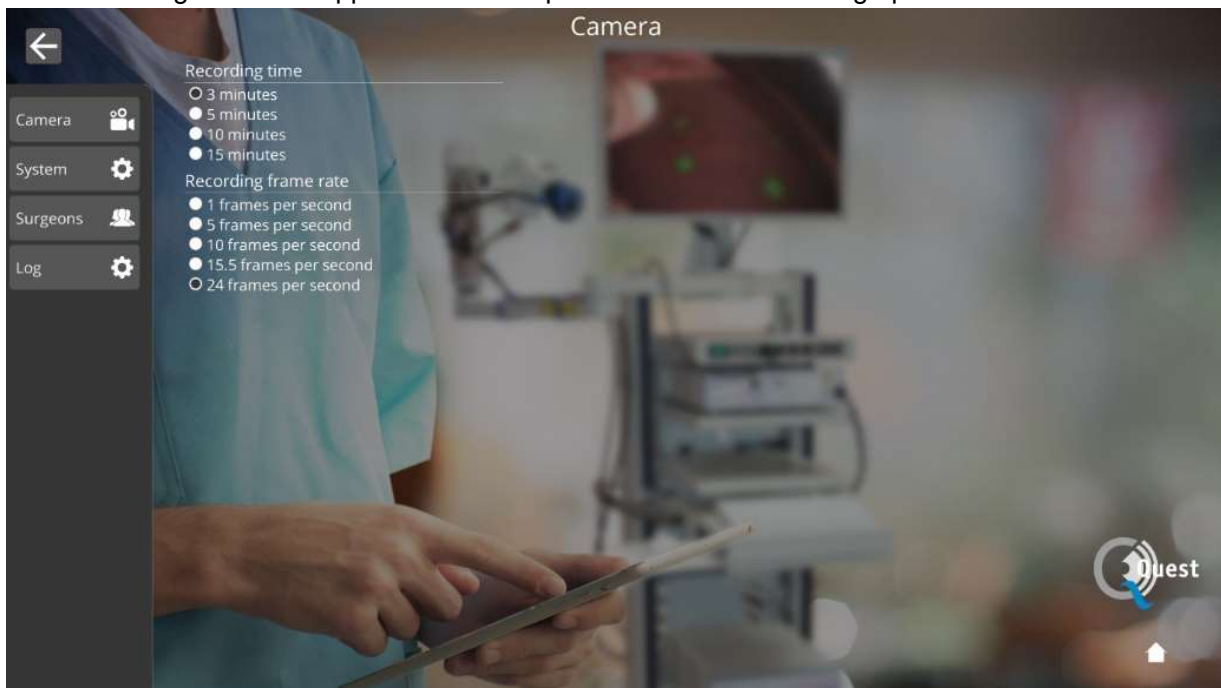 Camera
Camera
System
Surgeons
Log
Recording time
3 minutes
5 minutes
10 minutes
15 minutes
Recording frame rate
1 frames per second
5 frames per second
10 frames per second
15.5 frames per second
24 frames per second
Quest